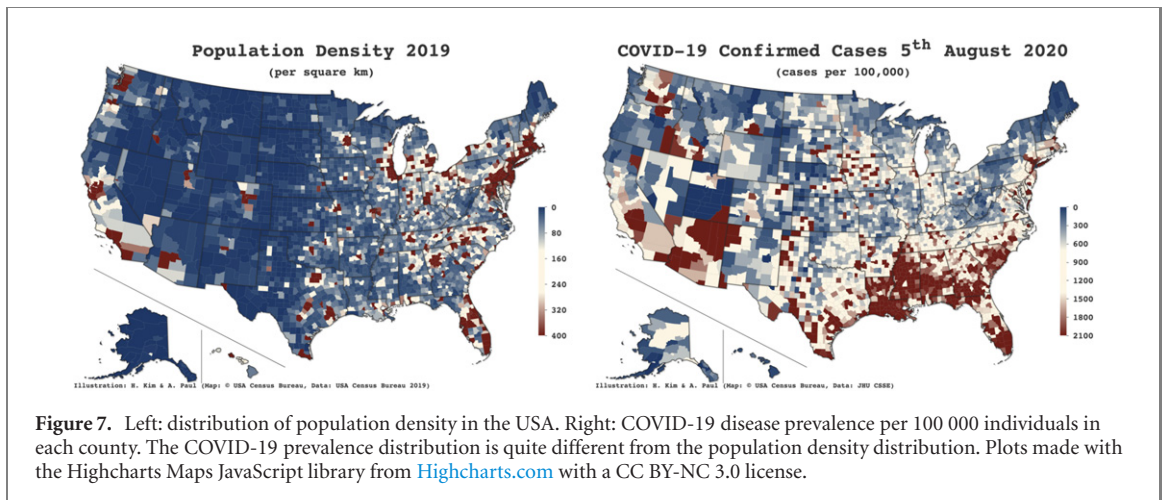 Population Density 2019
(per square km)
0
80
160
240
320
400
Illustration: H. Kim & A. Paul (Map: © USA Census Bureau, Data: USA Census Bureau 2019)
COVID-19 Confirmed Cases 5th August 2020
(cases per 100,000)
0
300
600
900
1200
1500
1800
2100
Illustration: H. Kim & A. Paul (Map: © USA Census Bureau, Data: JHU CSSE)
Figure 7. Left: distribution of population density in the USA. Right: COVID-19 disease prevalence per 100 000 individuals in
each county. The COVID-19 prevalence distribution is quite different from the population density distribution. Plots made with
the Highcharts Maps JavaScript library from Highcharts.com with a CC BY-NC 3.0 license.